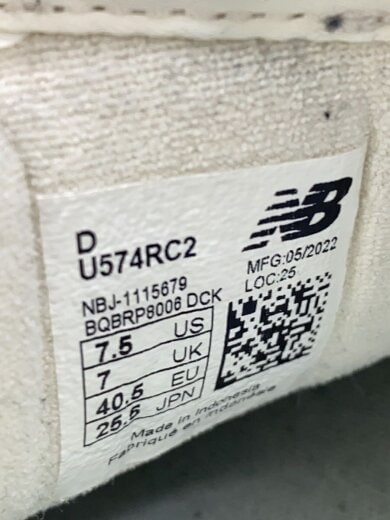 D
U574RC2
NB
MFG:05/2022
LOC:25
NBJ-1115679
BQBRP8006 DCK
7.5 US
7 UK
40,5 EU
25.5 JPN
Made in Indonesia
Fabriqué en Indonésie